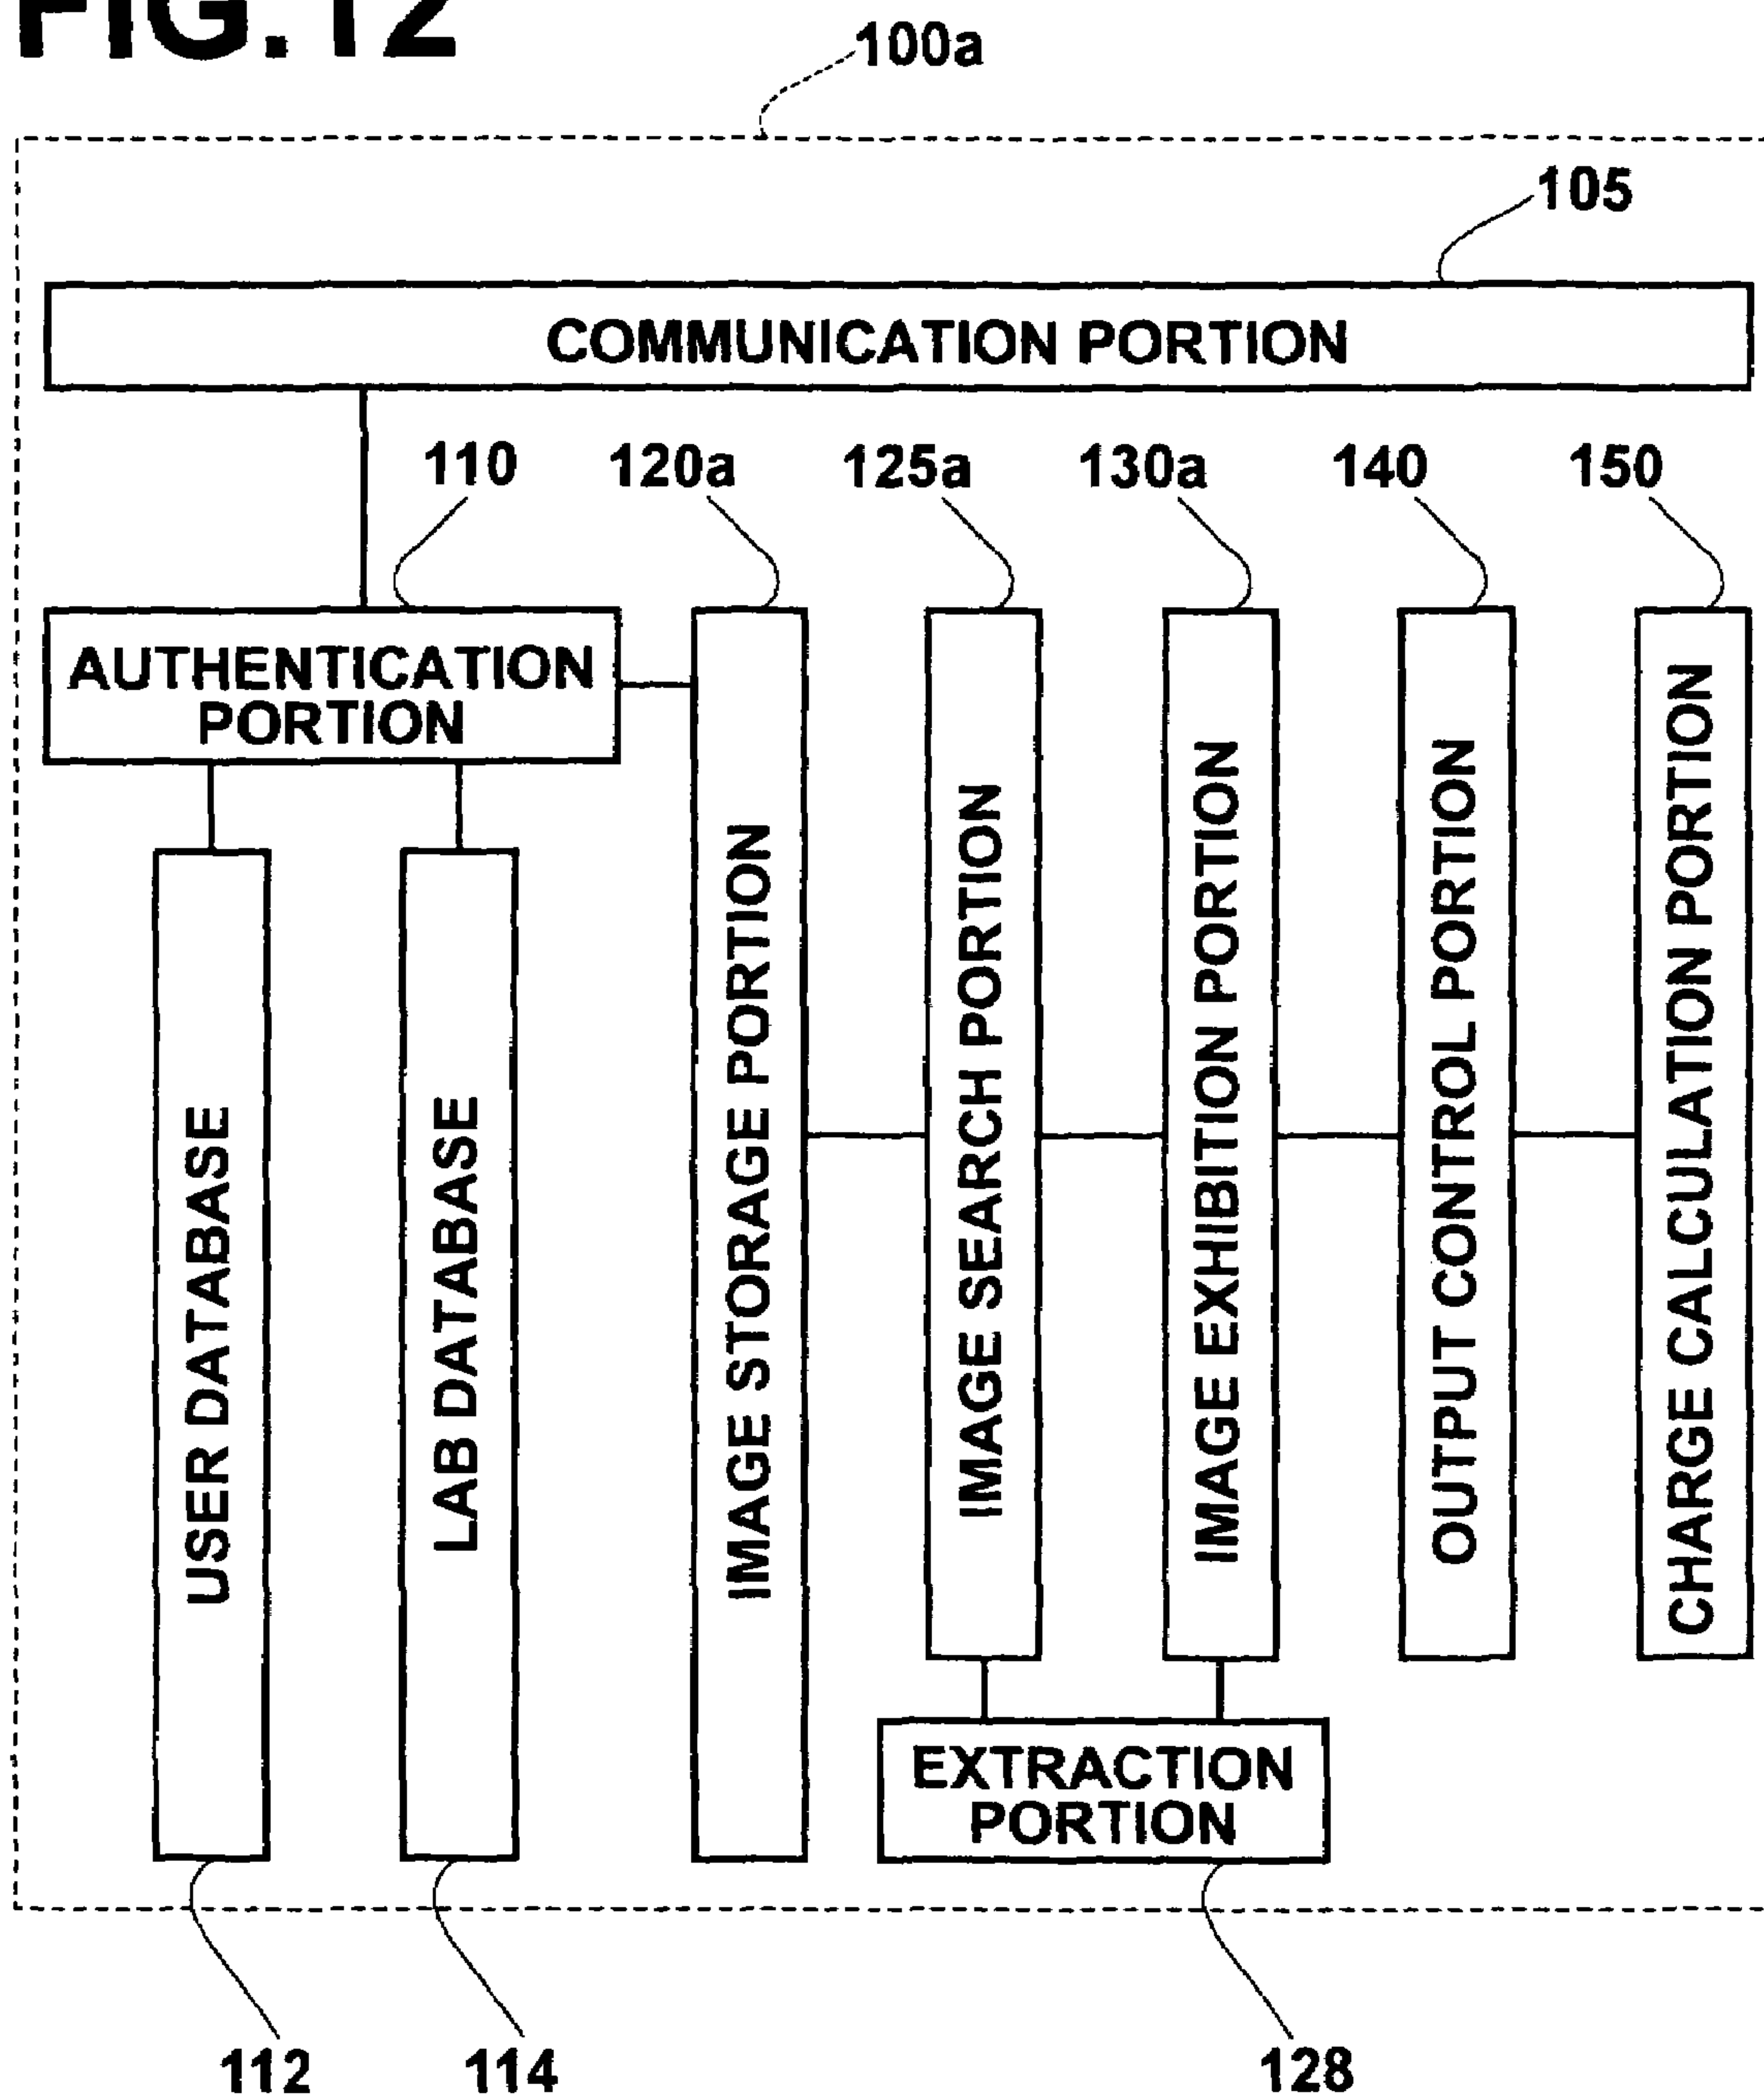 FIG.12
100a
105
COMMUNICATION PORTION
110
120a
125a
130a
140
150
AUTHENTICATION
PORTION
USER DATABASE
LAB DATABASE
IMAGE STORAGE PORTION
IMAGE SEARCH PORTION
IMAGE EXHIBITION PORTION
OUTPUT CONTROL PORTION
CHARGE CALCULATION PORTION
EXTRACTION
PORTION
112
114
128